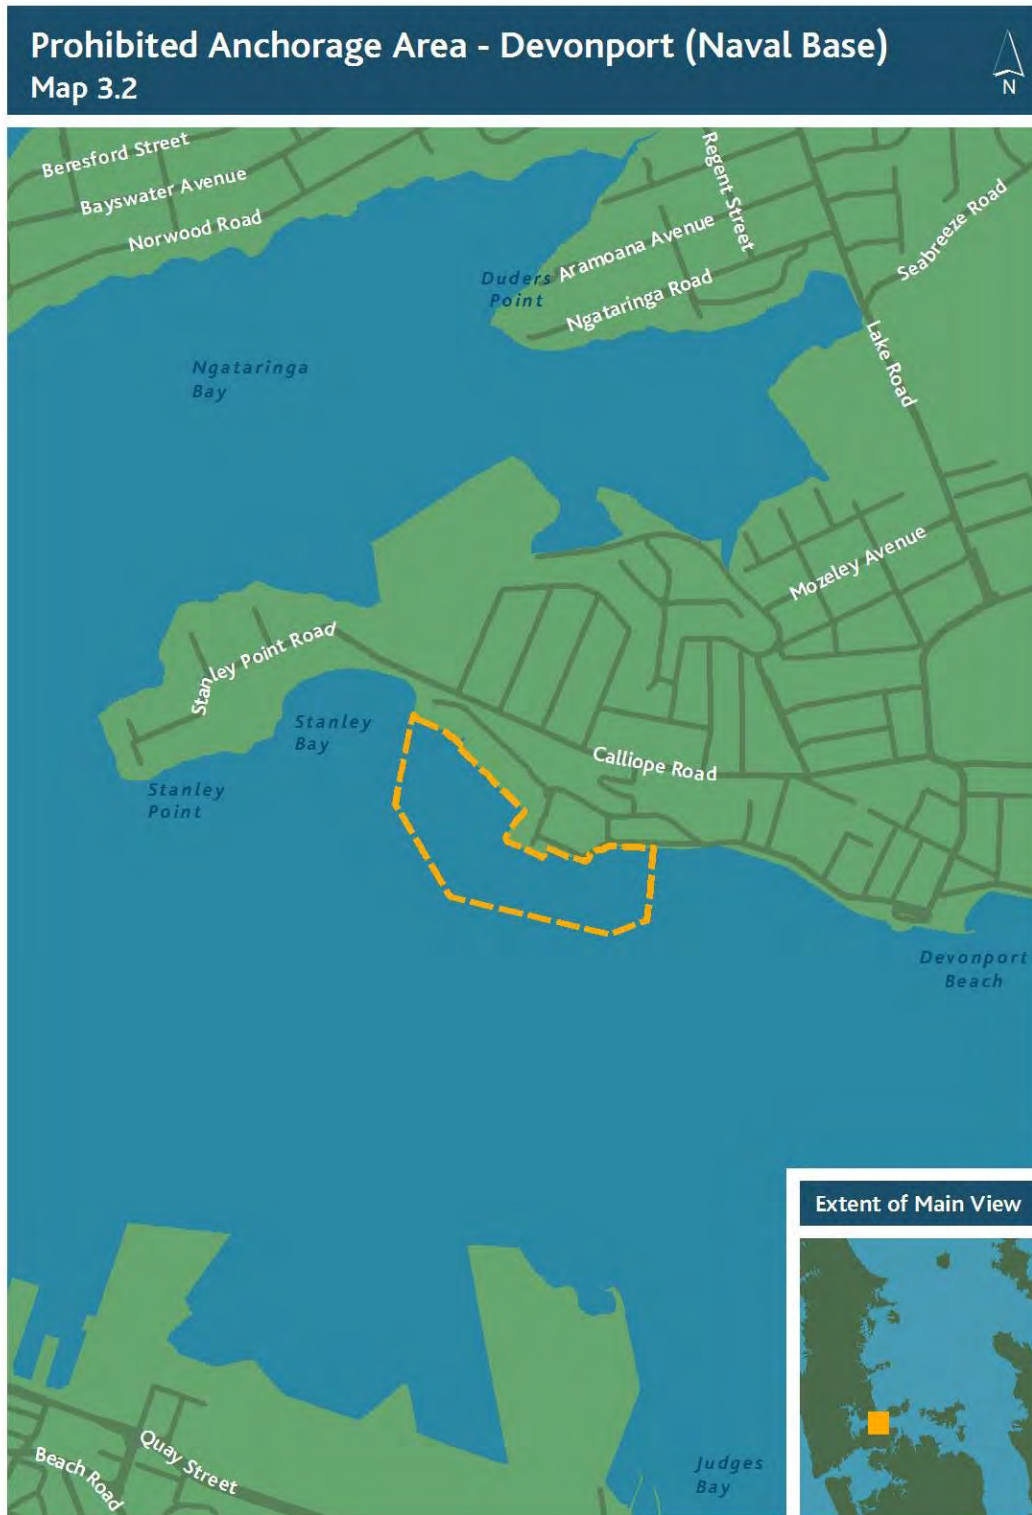 Prohibited Anchorage Area - Devonport (Naval Base)
Map 3.2
N
Beresford Street
Bayswater Avenue
Norwood Road
Regent Street
Aramoana Avenue
Ngataringa Road
Seabreeze Road
Duders
Point
Lake Road
Ngataringa
Bay
Mozeley Avenue
Stanley Point Road
Stanley
Bay
Calliope Road
Stanley
Point
Devonport
Beach
Extent of Main View
Quay Street
Beach Road
Judges
Bay